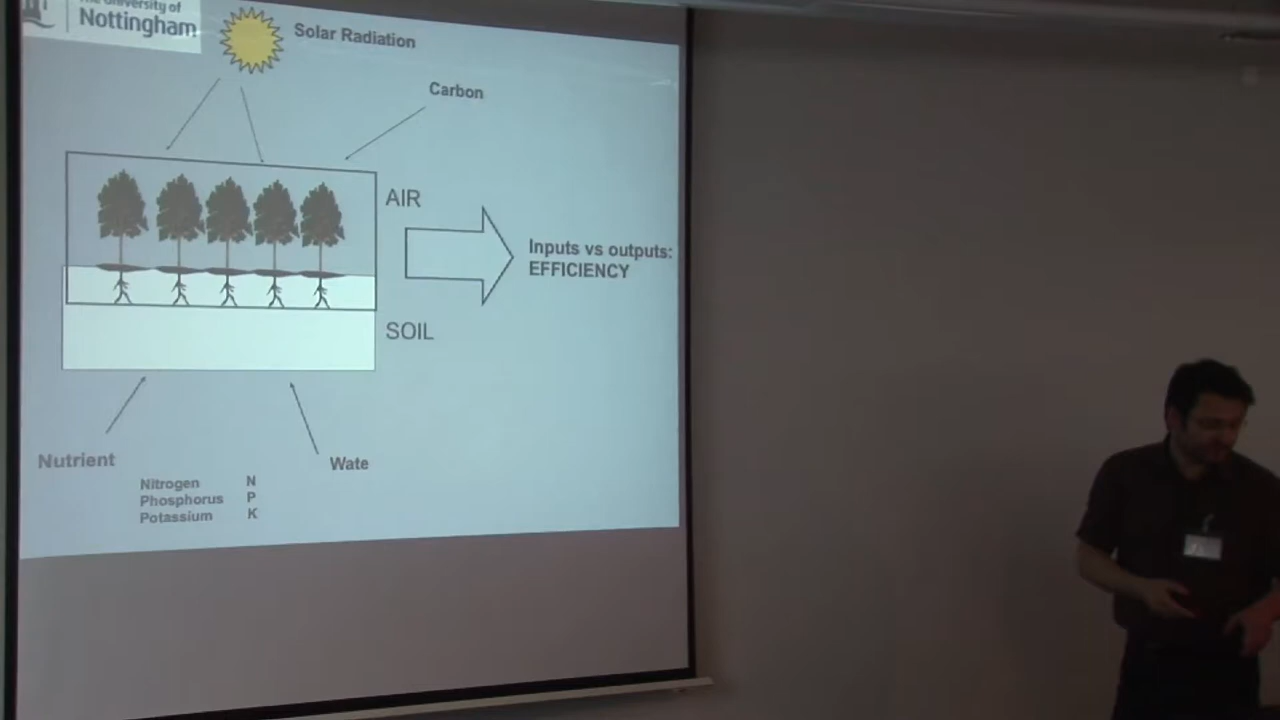 The University of
Nottingham
Solar Radiation
Carbon
AIR
Inputs vs outputs:
EFFICIENCY
SOIL
Nutrient
Wate
Nitrogen N
Phosphorus P
Potassium K